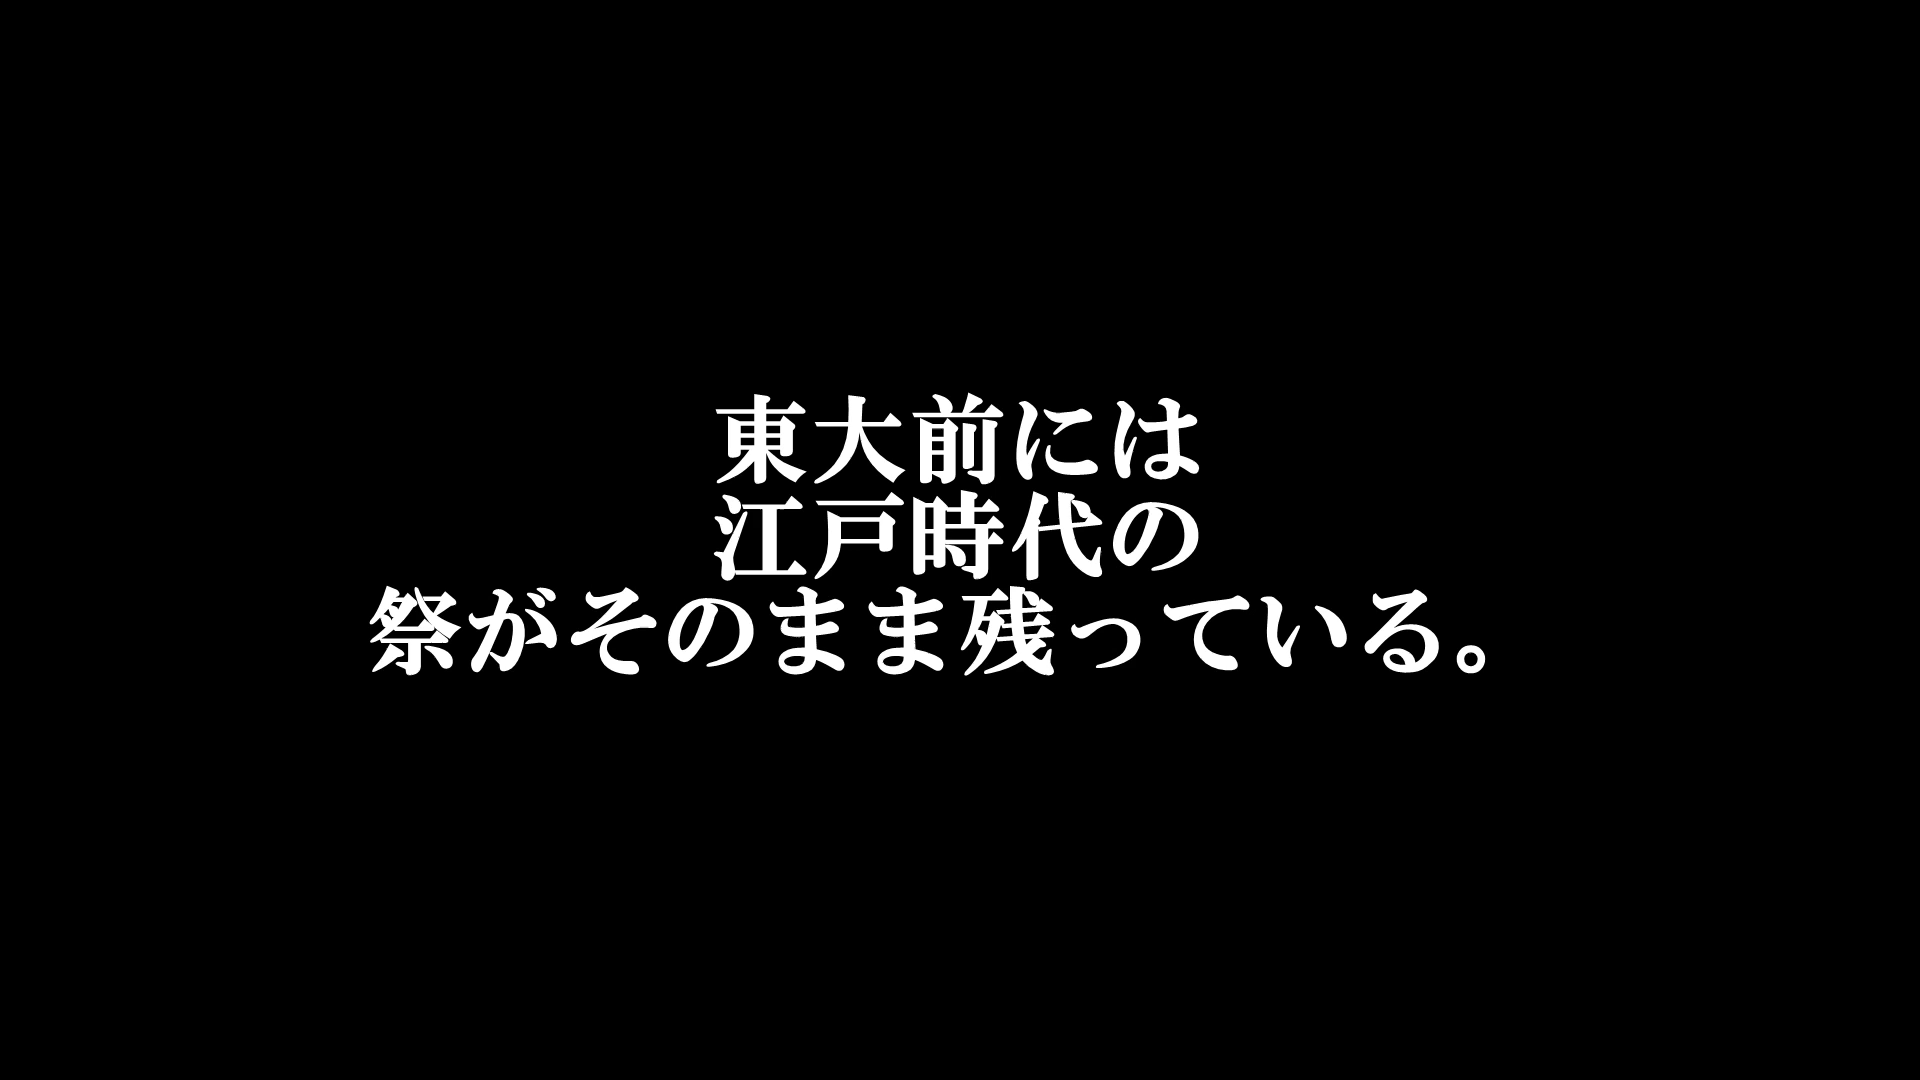 東大前には
江戸時代の
祭がそのまま残っている。